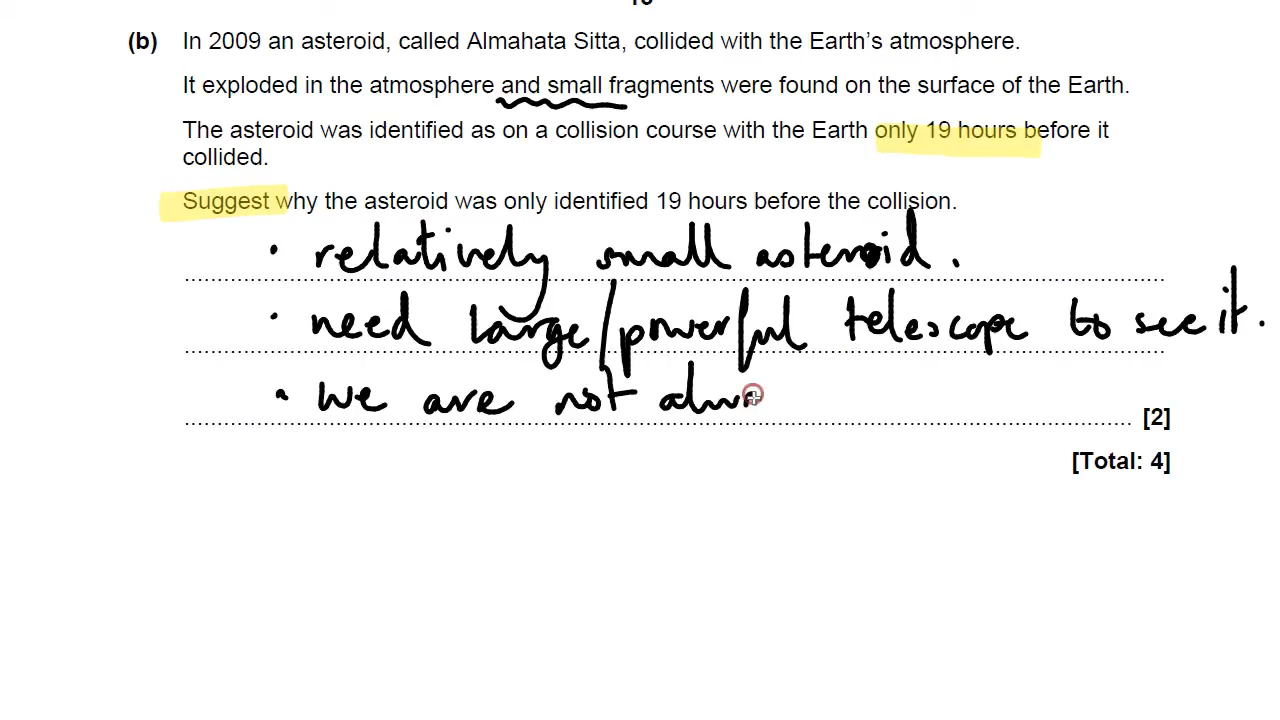 (b) In 2009 an asteroid, called Almahata Sitta, collided with the Earth's atmosphere.
It exploded in the atmosphere and small fragments were found on the surface of the Earth.
The asteroid was identified as on a collision course with the Earth only 19 hours before it
collided.
Suggest why the asteroid was only identified 19 hours before the collision.
• relatively small asteroid.
• need large/powerful telescope to see it.
• we are not
[2]
[Total: 4]